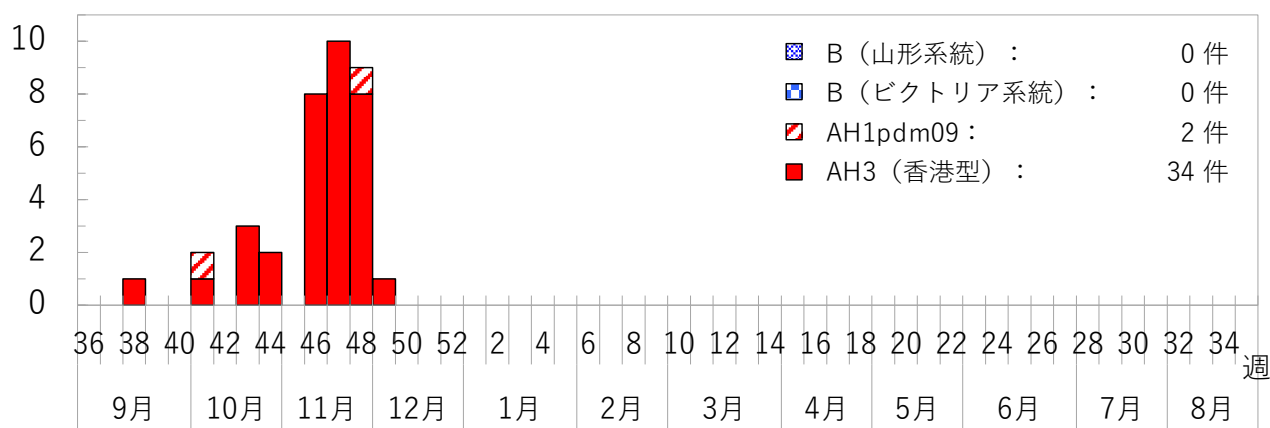 10
8
6
4
2
0
B（山形系統）： 0 件
B（ビクトリア系統）： 0 件
AH1pdm09： 2 件
AH3（香港型）： 34 件
36 38 40 42 44 46 48 50 52 2 4 6 8 10 12 14 16 18 20 22 24 26 28 30 32 34
週
9月 10月 11月 12月 1月 2月 3月 4月 5月 6月 7月 8月